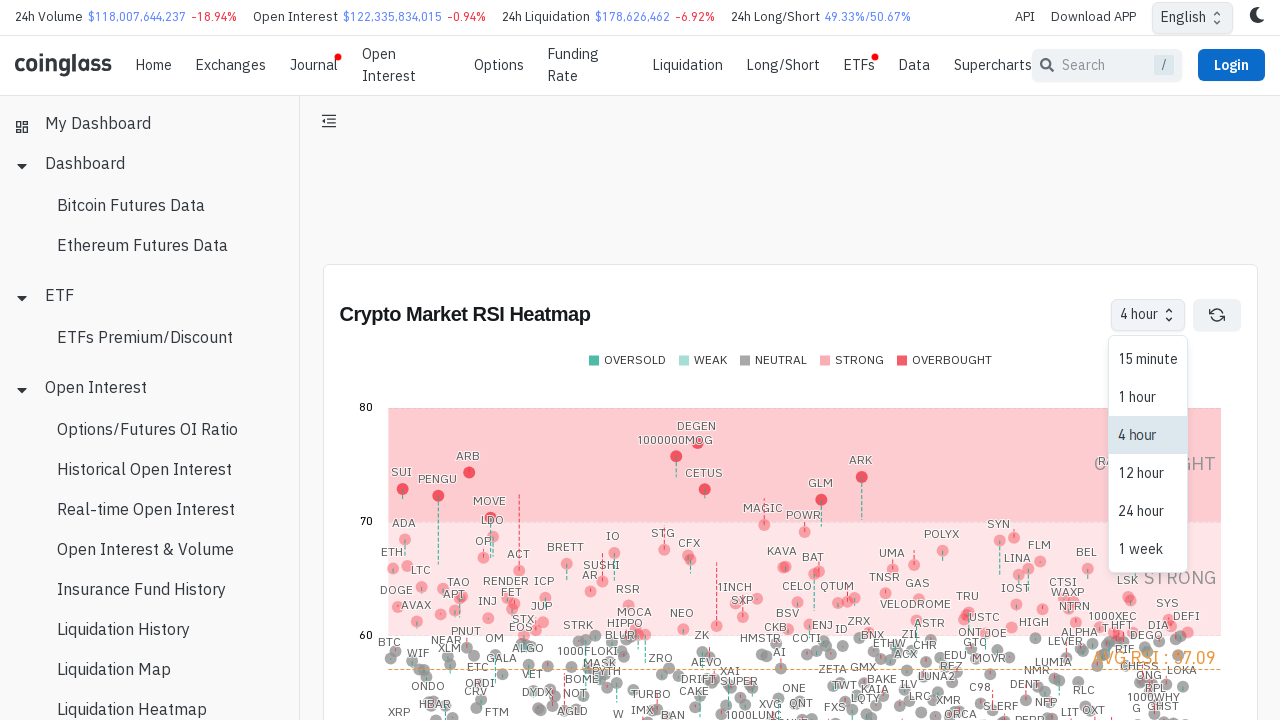 24h Volume $118,007,644,237 -18.94% Open Interest $122,335,834,015 -0.94% 24h Liquidation $178,626,462 -6.92% 24h Long/Short 49.33%/50.67% API Download APP English
coinglass Home Exchanges Journal Open Interest Options Funding Rate Liquidation Long/Short ETFs Data Supercharts Search / Login
My Dashboard
Dashboard
Bitcoin Futures Data
Ethereum Futures Data
ETF
ETFs Premium/Discount
Open Interest
Options/Futures OI Ratio
Historical Open Interest
Real-time Open Interest
Open Interest & Volume
Insurance Fund History
Liquidation History
Liquidation Map
Liquidation Heatmap
Crypto Market RSI Heatmap
4 hour
15 minute
1 hour
4 hour
12 hour
24 hour
1 week
OVERSOLD WEAK NEUTRAL STRONG OVERBOUGHT
80
DEGEN
1000000MOG
ARB
SUI PENGU CETUS ARK
GLM
MOVE
70
ADA LDO MAGIC POWR SYN
OP STG IO POLYX
ETH ACT BRETT CFX KAVA BAT UMA LINA FLM BEL
LTC SUSHI
AR TNSR LSK
DOGE TAO RENDER ICP 1INCH CELO QTUM GAS IOST CTSI
APT FET WAXP
STRONG
AVAX INJ JUP SXP VELODROME TRU NTRN SYS
STX MOCA NEO BSV USTC 1000XEC DEFI
EOS HIPPO CKB ENJ ID ZRX ASTR HIGH THFT DIA
60
PNUT STRK BLUR ZK HMSTR COTI BNX ZIL ONT JOE ALPHA DEGO
BTC NEAR OM ETHW CHR GTC LEVER
WIF XLM ALGO 1000FLOKI AI ACX EDU RIF
GALA MASK ZRO AEVO MOVR LUMIA
AVG RSI : 57.09
ETC VET PYTH XAI ZETA GMX REZ NMR LOKA
ONDO ORDI BOME DRIFT SUPER TWT BAKE LUNA2 ONG
CRV DYDX NOT TURBO CAKE ONE KAIA ILV C98 DENT RLC RPL
HBAR RSR XVG QNT LQTY LRC XMR NFP 1000WHY
XRP FTM AGLD W IMX BAN 1000LUNC FXS ORCA SLERF LIT OXT G GHST